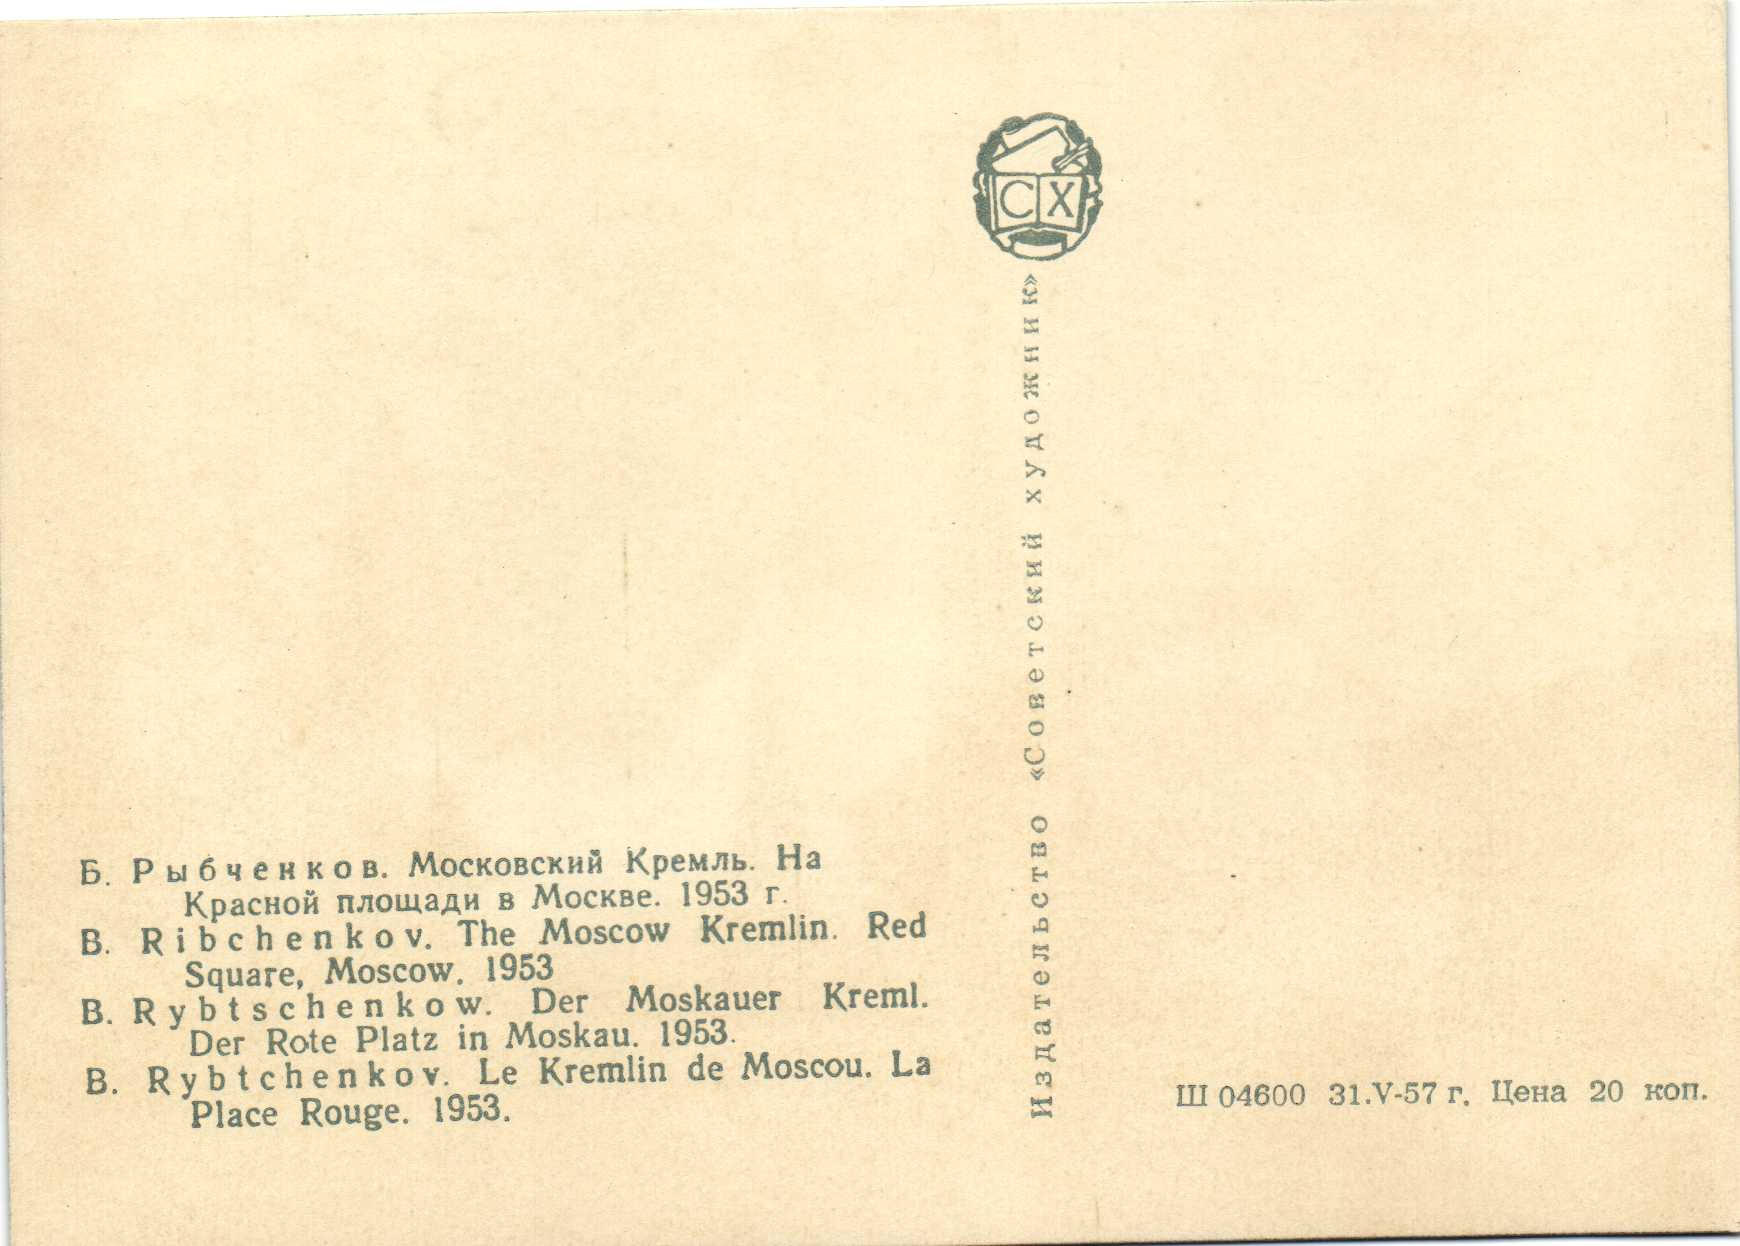 Б. Рыбченков. Московский Кремль. На
Красной площади в Москве. 1953 г.
B. Ribchenkov. The Moscow Kremlin. Red
Square, Moscow. 1953
B. Rybtschenkow. Der Moskauer Kreml.
Der Rote Platz in Moskau. 1953.
B. Rybtchenkov. Le Kremlin de Moscou. La
Place Rouge. 1953.
СХ
Издательство «Советский художник»
Ш 04600 31.V-57 г. Цена 20 коп.